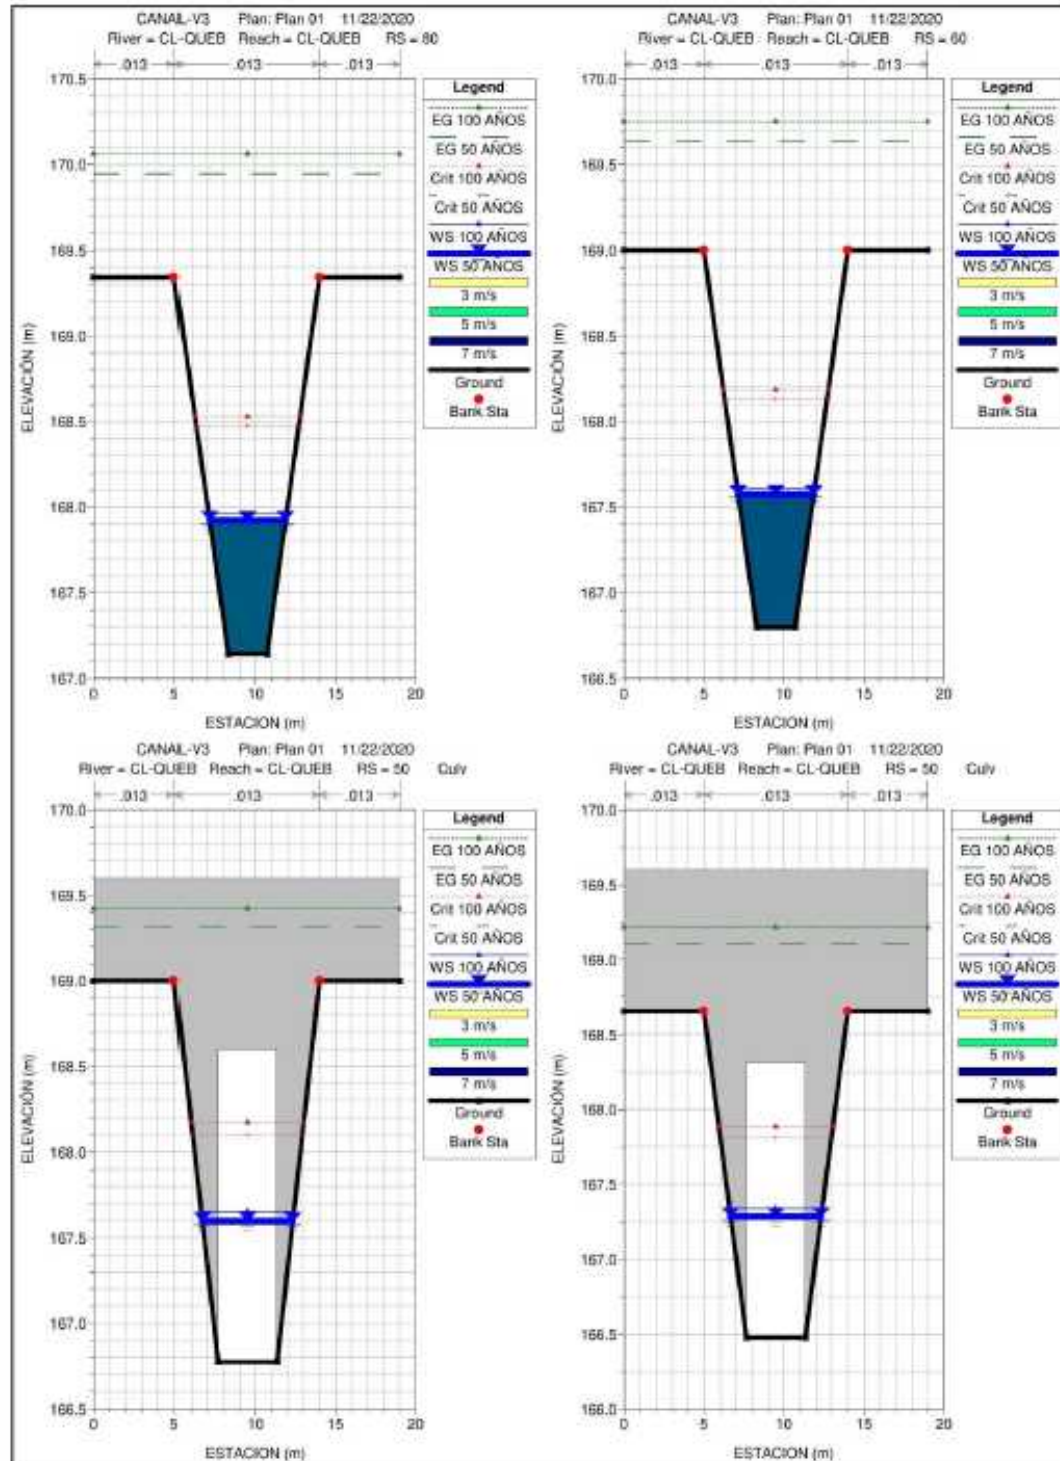 CANAIL-V3 Plan: Plan 01 11/22/2020
River = CL-QUEB Reach = CL-QUEB RS = 80
.013 .013 .013
170.5
170.0
169.5
169.0
168.5
168.0
167.5
167.0
ELEVACIÓN (m)
0 5 10 15 20
ESTACION (m)
Legend
EG 100 AÑOS
EG 50 AÑOS
Crit 100 AÑOS
Crit 50 AÑOS
WS 100 AÑOS
WS 50 AÑOS
3 m/s
5 m/s
7 m/s
Ground
Bank Sta
CANAIL-V3 Plan: Plan 01 11/22/2020
River = CL-QUEB Reach = CL-QUEB RS = 60
.013 .013 .013
170.0
169.5
169.0
168.5
168.0
167.5
167.0
166.5
ELEVACIÓN (m)
0 5 10 15 20
ESTACION (m)
Legend
EG 100 AÑOS
EG 50 AÑOS
Crit 100 AÑOS
Crit 50 AÑOS
WS 100 AÑOS
WS 50 AÑOS
3 m/s
5 m/s
7 m/s
Ground
Bank Sta
CANAIL-V3 Plan: Plan 01 11/22/2020
River = CL-QUEB Reach = CL-QUEB RS = 50 Culv
.013 .013 .013
170.0
169.5
169.0
168.5
168.0
167.5
167.0
166.5
ELEVACIÓN (m)
0 5 10 15 20
ESTACION (m)
Legend
EG 100 AÑOS
EG 50 AÑOS
Crit 100 AÑOS
Crit 50 AÑOS
WS 100 AÑOS
WS 50 AÑOS
3 m/s
5 m/s
7 m/s
Ground
Bank Sta
CANAIL-V3 Plan: Plan 01 11/22/2020
River = CL-QUEB Reach = CL-QUEB RS = 50 Culv
.013 .013 .013
170.0
169.5
169.0
168.5
168.0
167.5
167.0
166.5
166.0
ELEVACIÓN (m)
0 5 10 15 20
ESTACION (m)
Legend
EG 100 AÑOS
EG 50 AÑOS
Crit 100 AÑOS
Crit 50 AÑOS
WS 100 AÑOS
WS 50 AÑOS
3 m/s
5 m/s
7 m/s
Ground
Bank Sta